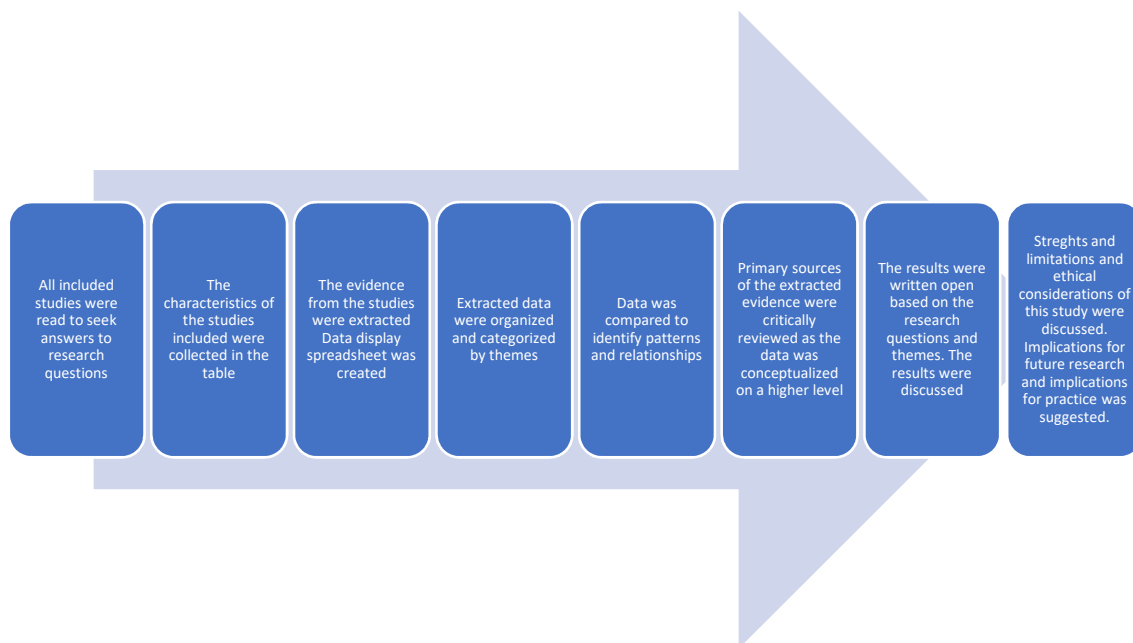 All included
studies were
read to seek
answers to
research
questions
The
characteristics of
the studies
included were
collected in the
table
The evidence
from the studies
were extracted
Data display
spreadsheet was
created
Extracted data
were organized
and categorized
by themes
Data was
compared to
identify patterns
and relationships
Primary sources
of the extracted
evidence were
critically
reviewed as the
data was
conceptualized
on a higher level
The results were
written open
based on the
research
questions and
themes. The
results were
discussed
Streghts and
limitations and
ethical
considerations of
this study were
discussed.
Implications for
future research
and implications
for practice was
suggested.